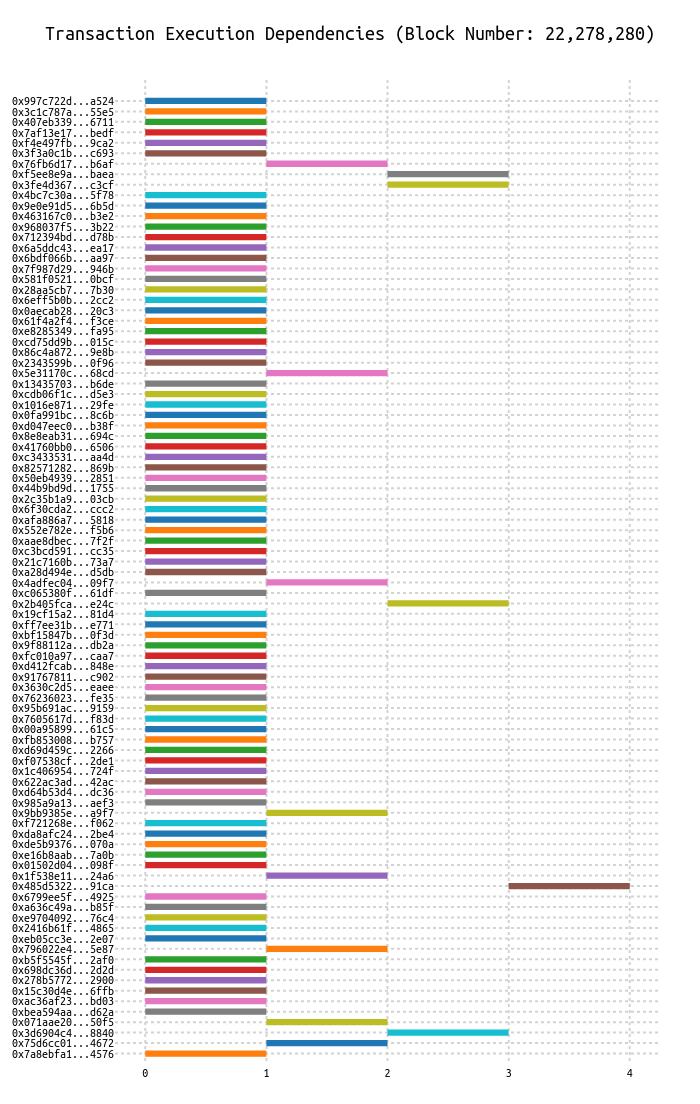 Transaction Execution Dependencies (Block Number: 22,278,280)
0x997c722d...a524
0x3c1c787a...55e5
0x407eb339...6711
0x7af13e17...bedf
0xf4e497fb...9ca2
0x3f3a0c1b...c693
0x76fb6d17...b6af
0xf5ee8e9a...baea
0x3fe4d367...c3cf
0x4bc7c30a...5f78
0x9e0e91d5...6b5d
0x463167c0...b3e2
0x968037f5...3b22
0x712394bd...d78b
0x6a5ddc43...ea17
0x6bdf066b...aa97
0x7f987d29...946b
0x581f0521...0bcf
0x28aa5cb7...7b30
0x6eff5b0b...2cc2
0x0aecab28...20c3
0x61f4a2f4...f3ce
0xe8285349...fa95
0xcd75dd9b...015c
0x86c4a872...9e8b
0x2343599b...0f96
0x5e31170c...68cd
0x13435703...b6de
0xcdb06f1c...d5e3
0x1016e871...29fe
0x0fa991bc...8c6b
0xd047eec0...b38f
0x8e8eab31...694c
0x41760bb0...6506
0xc3433531...aa4d
0x82571282...869b
0x50eb4939...2851
0x44b9bd9d...1755
0x2c35b1a9...03cb
0x6f30cda2...ccc2
0xafa886a7...5818
0x552e782e...f5b6
0xaae8dbec...7f2f
0xc3bcd591...cc35
0x21c7160b...73a7
0xa28d494e...d5db
0x4adfec04...09f7
0xc065380f...61df
0x2b405fca...e24c
0x19cf15a2...81d4
0xff7ee31b...e771
0xbf15847b...0f3d
0x9f88112a...db2a
0xfc010a97...caa7
0xd412fcab...848e
0x91767811...c902
0x3630c2d5...eaee
0x76236023...fe35
0x95b691ac...9159
0x7605617d...f83d
0x00a95899...61c5
0xfb853008...b757
0xd69d459c...2266
0xf07538cf...2de1
0x1c406954...724f
0x622ac3ad...42ac
0xd64b53d4...dc36
0x985a9a13...aef3
0x9bb9385e...a9f7
0xf721268e...f062
0xda8afc24...2be4
0xde5b9376...070a
0xe16b8aab...7a0b
0x01502d04...098f
0x1f538e11...24a6
0x485d5322...91ca
0x6799ee5f...4925
0xa636c49a...b85f
0xe9704092...76c4
0x2416b61f...4865
0xeb05cc3e...2e07
0x796022e4...5e87
0xb5f5545f...2af0
0x698dc36d...2d2d
0x278b5772...2900
0x15c30d4e...6ffb
0xac36af23...bd03
0xbea594aa...d62a
0x071aae20...50f5
0x3d6904c4...8840
0x75d6cc01...4672
0x7a8ebfa1...4576
0 1 2 3 4